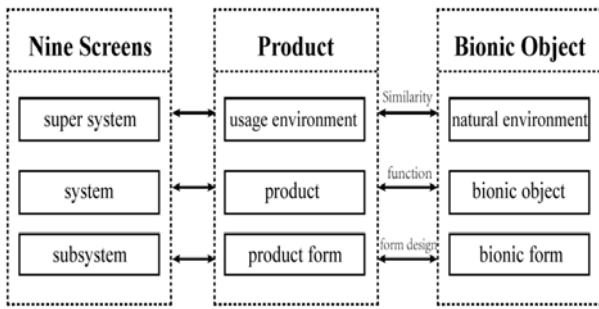 Nine Screens
Product
Bionic Object
super system
usage environment
Similarity
natural environment
system
product
function
bionic object
subsystem
product form
form design
bionic form